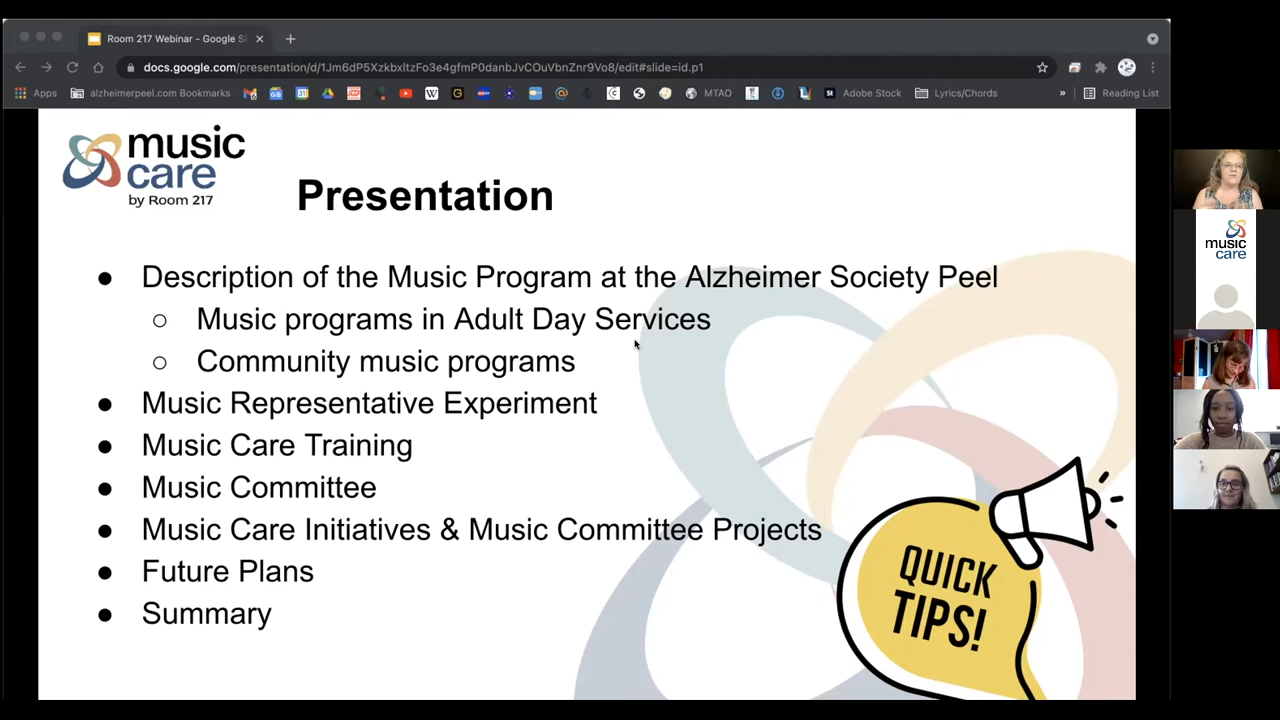 Room 217 Webinar - Google Sl
docs.google.com/presentation/d/1Jm6dP5XzkbxltzFo3e4gfmP0danbJvCOuVbnZnr9Vo8/edit#slide=id.p1
Apps
alzheimerpeel.com Bookmarks
MTAO
Adobe Stock
Lyrics/Chords
»
Reading List
music
care
by Room 217
Presentation
● Description of the Music Program at the Alzheimer Society Peel
○ Music programs in Adult Day Services
○ Community music programs
● Music Representative Experiment
● Music Care Training
● Music Committee
● Music Care Initiatives & Music Committee Projects
● Future Plans
● Summary
QUICK
TIPS!
music
care